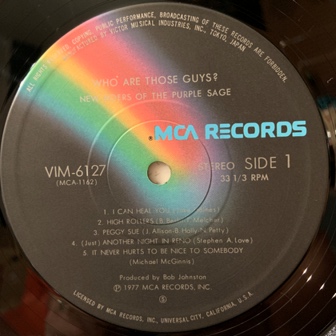 ALL RIGHTS COPYING, PUBLIC PERFORMANCE, BROADCASTING OF THESE RECORDS ARE FORBIDDEN.
BY VICTOR MUSICAL INDUSTRIES, INC., TOKYO, JAPAN
WHO ARE THOSE GUYS?
NEW RIDERS OF THE PURPLE SAGE
MCA RECORDS
VIM-6127
(MCA-1162)
STEREO SIDE 1
33 1/3 RPM
1. I CAN HEAL YOU
2. HIGH ROLLERS
3. PEGGY SUE (J. Allison-B. Holly-N. Petty)
4. (Just) ANOTHER NIGHT IN RENO (Stephen A. Love)
5. IT NEVER HURTS TO BE NICE TO SOMEBODY
(Michael McGinnis)
Produced by Bob Johnston
Ⓟ 1977 MCA RECORDS, INC.
Ⓢ
LICENSED BY MCA RECORDS, INC., UNIVERSAL CITY, CALIFORNIA, U.S.A.